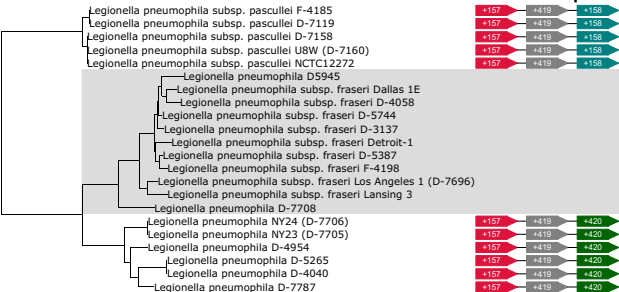 Legionella pneumophila subsp. pascullei F-4185 +157 +419 +158
Legionella pneumophila subsp. pascullei D-7119 +157 +419 +158
Legionella pneumophila subsp. pascullei D-7158 +157 +419 +158
Legionella pneumophila subsp. pascullei U8W (D-7160) +157 +419 +158
Legionella pneumophila subsp. pascullei NCTC12272 +157 +419 +158
Legionella pneumophila D5945
Legionella pneumophila subsp. fraseri Dallas 1E
Legionella pneumophila subsp. fraseri D-4058
Legionella pneumophila subsp. fraseri D-5744
Legionella pneumophila subsp. fraseri D-3137
Legionella pneumophila subsp. fraseri Detroit-1
Legionella pneumophila subsp. fraseri D-5387
Legionella pneumophila subsp. fraseri F-4198
Legionella pneumophila subsp. fraseri Los Angeles 1 (D-7696)
Legionella pneumophila subsp. fraseri Lansing 3
Legionella pneumophila D-7708
Legionella pneumophila NY24 (D-7706) +157 +419 +420
Legionella pneumophila NY23 (D-7705) +157 +419 +420
Legionella pneumophila D-4954 +157 +419 +420
Legionella pneumophila D-5265 +157 +419 +420
Legionella pneumophila D-4040 +157 +419 +420
Legionella pneumophila D-7787 +157 +419 +420